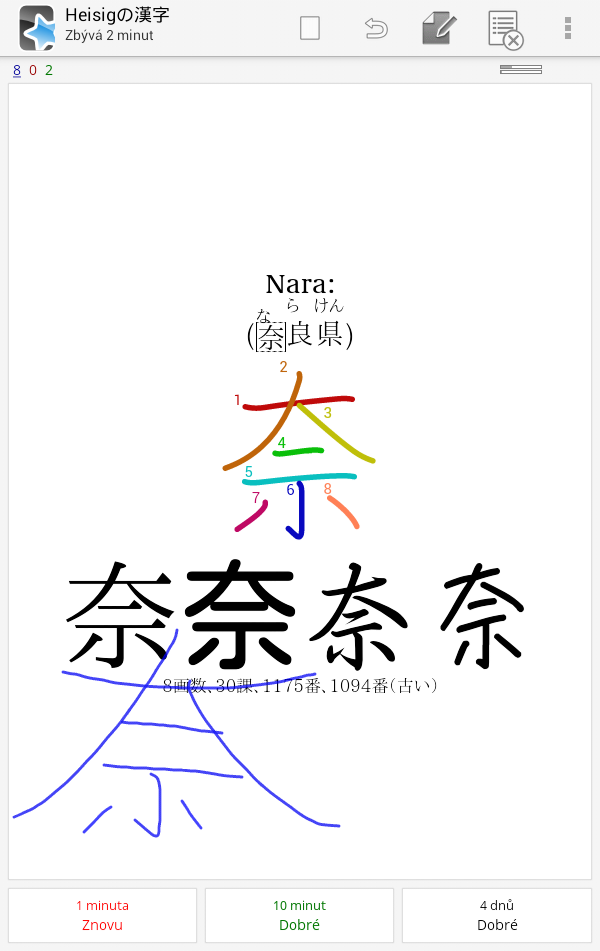 Heisigの漢字
Zbývá 2 minut
8 0 2
Nara:
な ら けん
(奈良県)
2
1
3
4
5
6
8
7
奈 奈 奈 奈
8画数、30課、1175番、1094番(古い)
奈
1 minuta
Znovu
10 minut
Dobré
4 dnů
Dobré